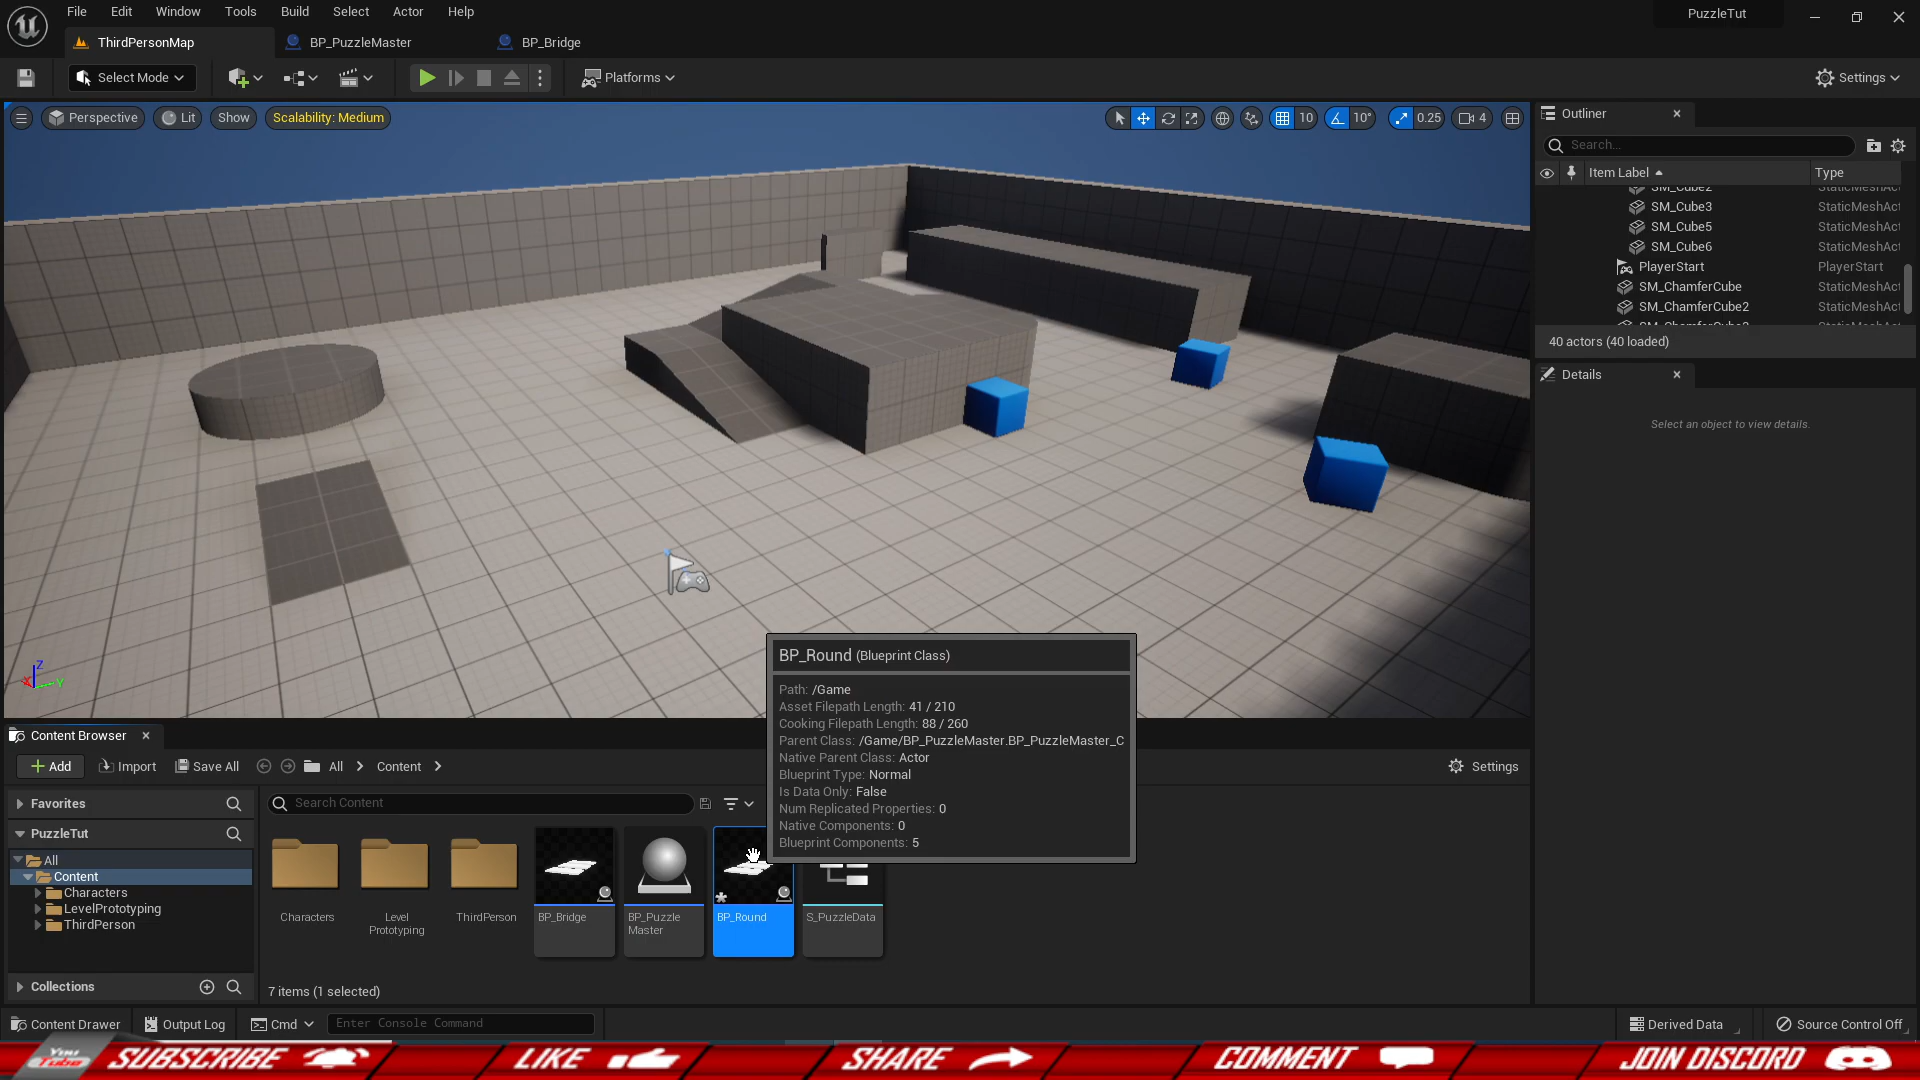 File Edit Window Tools Build Select Actor Help
PuzzleTut
ThirdPersonMap
BP_PuzzleMaster
BP_Bridge
Select Mode
Platforms
Settings
Perspective
Lit
Show
Scalability: Medium
10
10°
0.25
4
Outliner
Search...
Item Label
Type
SM_Cube2
SM_Cube3 StaticMeshAct
SM_Cube5 StaticMeshAct
SM_Cube6 StaticMeshAct
PlayerStart PlayerStart
SM_ChamferCube StaticMeshAct
SM_ChamferCube2 StaticMeshAct
40 actors (40 loaded)
Details
Select an object to view details.
Z
X
Y
BP_Round (Blueprint Class)
Path: /Game
Asset Filepath Length: 41 / 210
Cooking Filepath Length: 88 / 260
Parent Class: /Game/BP_PuzzleMaster.BP_PuzzleMaster_C
Native Parent Class: Actor
Blueprint Type: Normal
Is Data Only: False
Num Replicated Properties: 0
Native Components: 0
Blueprint Components: 5
Content Browser
Add
Import
Save All
All
Content
Settings
Favorites
PuzzleTut
All
Content
Characters
LevelPrototyping
ThirdPerson
Collections
Search Content
Characters
Level
Prototyping
ThirdPerson
BP_Bridge
BP_Puzzle
Master
BP_Round
S_PuzzleData
7 items (1 selected)
Content Drawer
Output Log
Cmd
Enter Console Command
Derived Data
Source Control Off
You
Tube
SUBSCRIBE
LIKE
SHARE
COMMENT
JOIN DISCORD